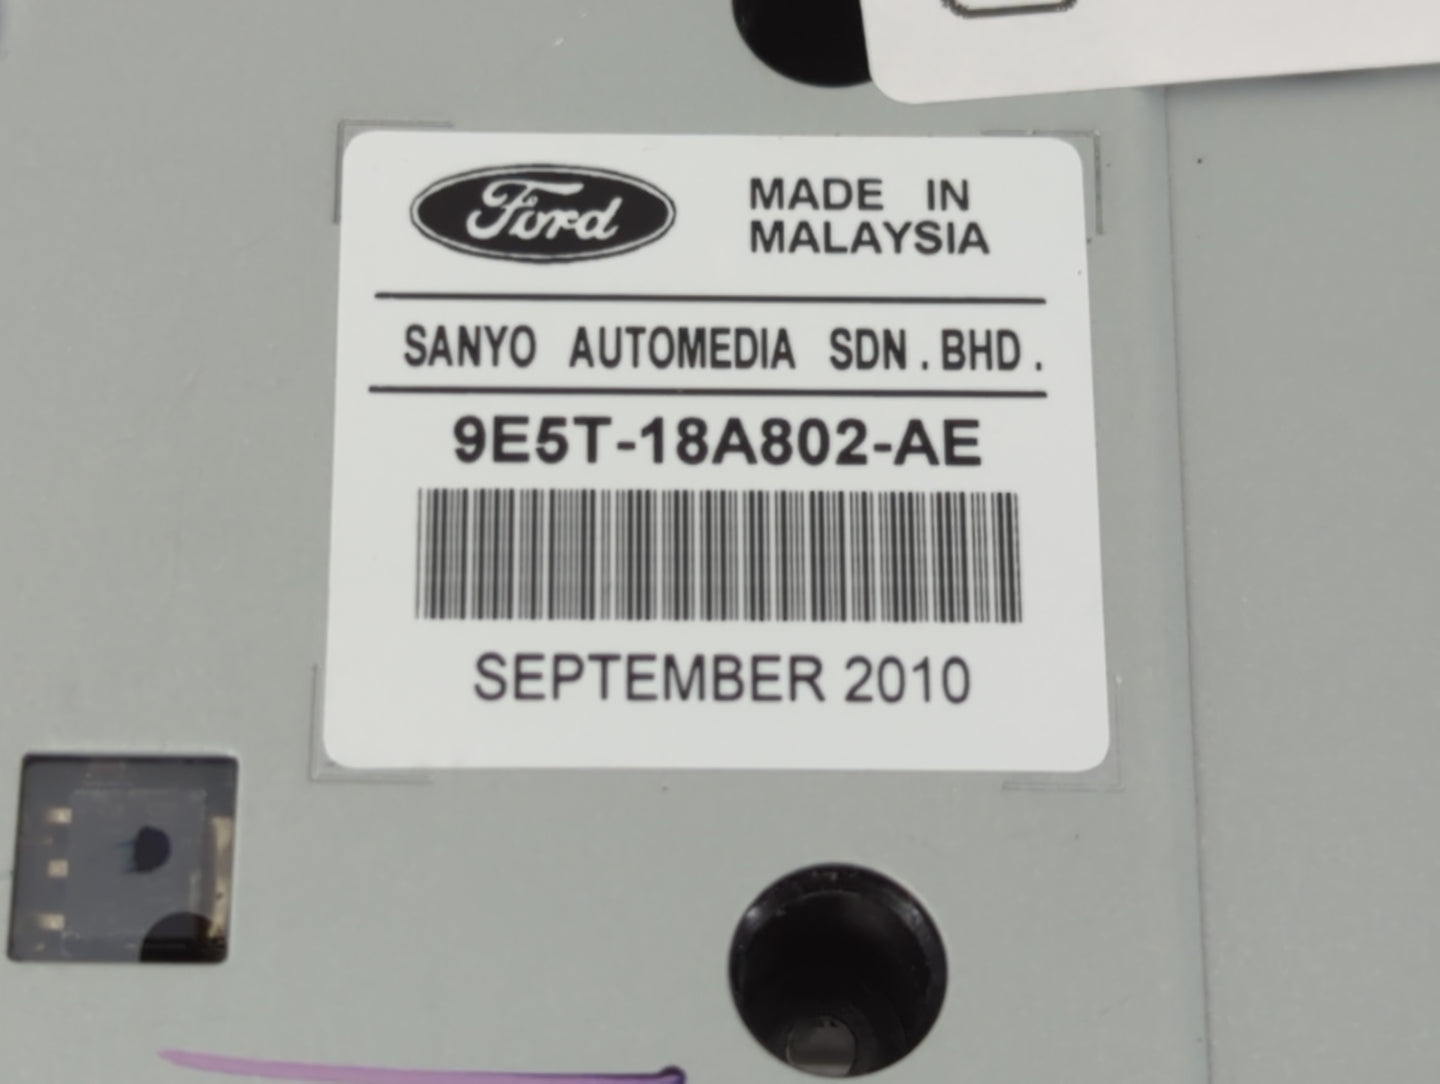 Ford
MADE IN
MALAYSIA
SANYO AUTOMEDIA SDN . BHD .
9E5T-18A802-AE
SEPTEMBER 2010